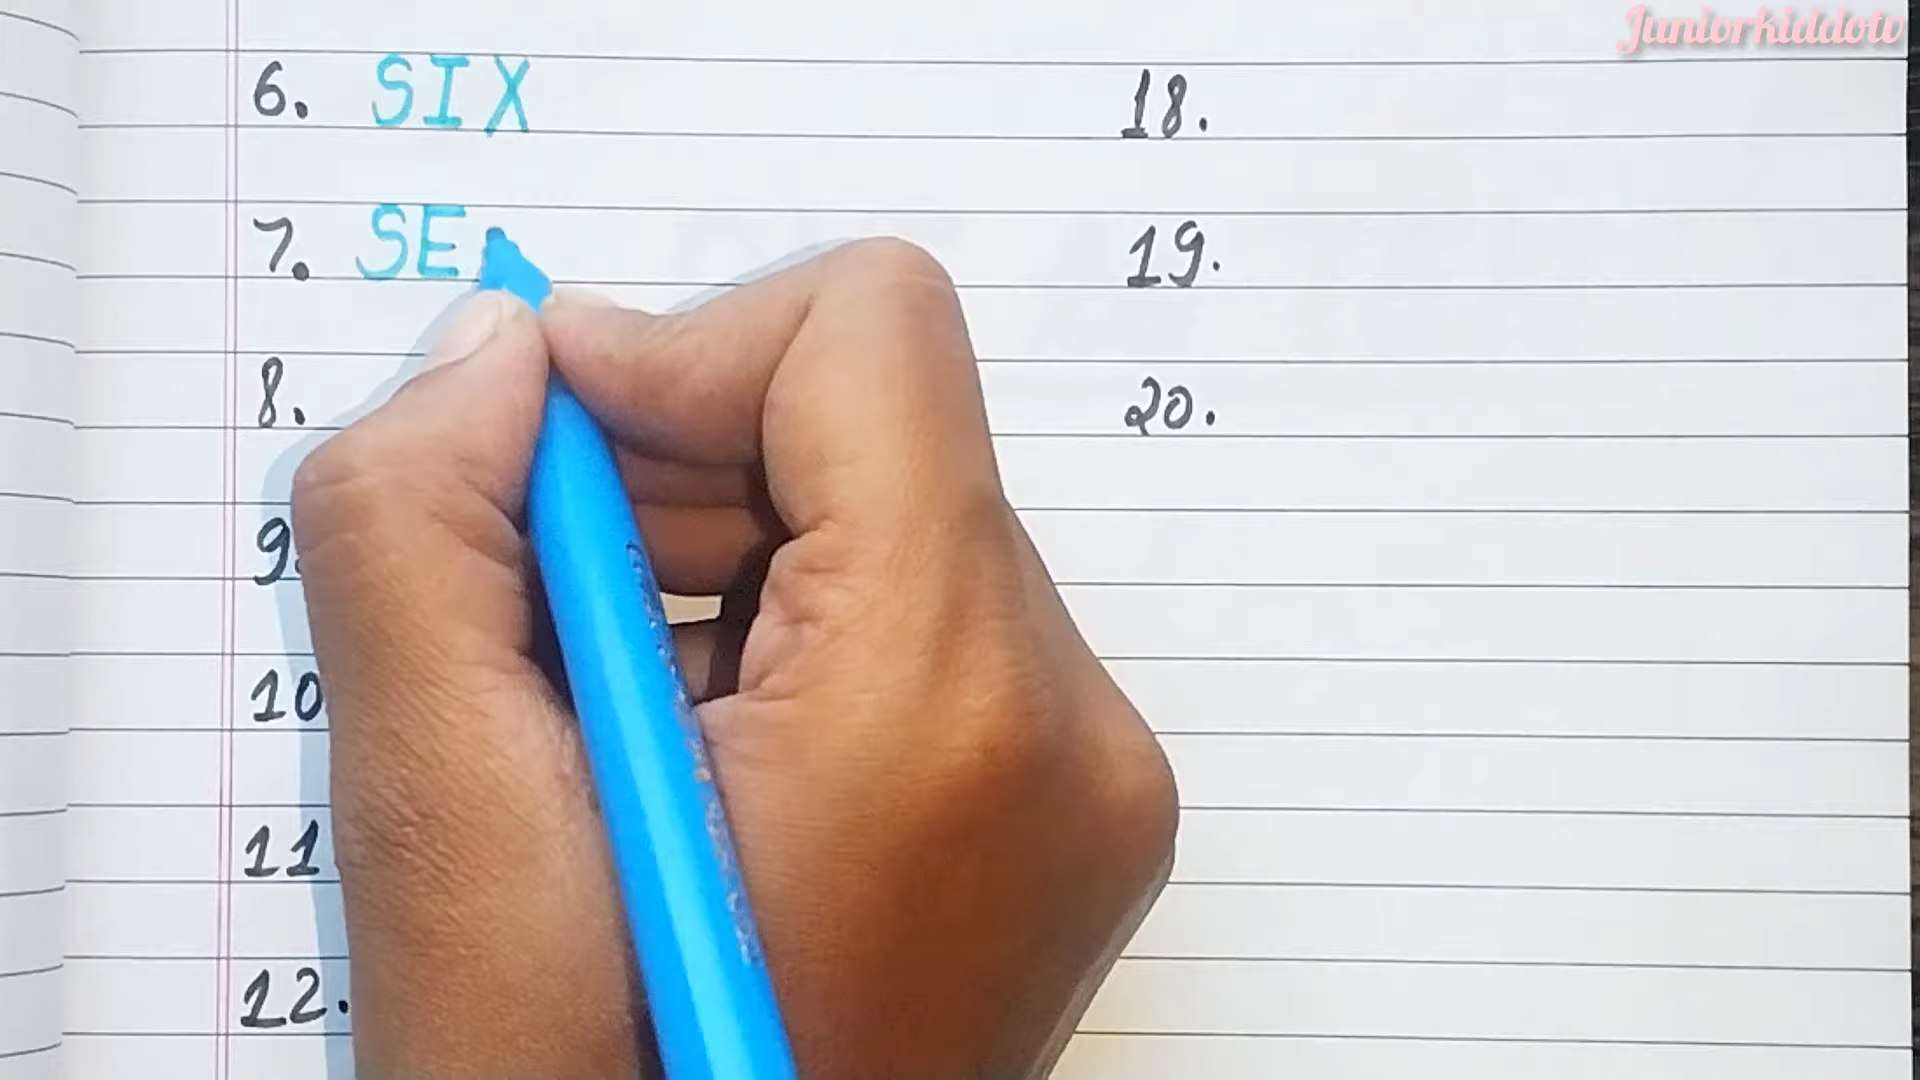 Juniorkiddotv
6. SIX
7. SE
8.
9.
10
11
12.
18.
19.
20.